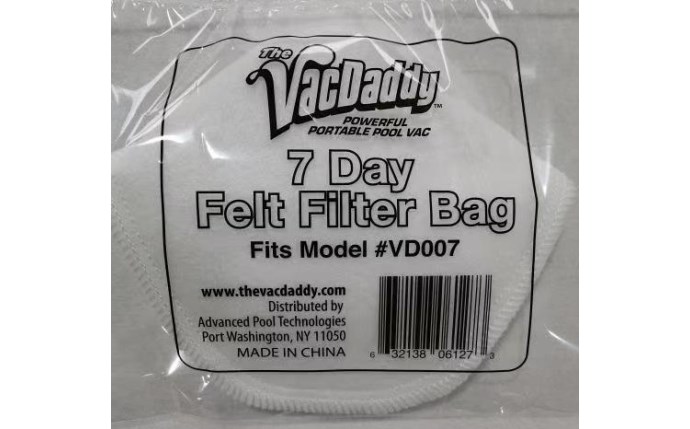 The
VacDaddy™
POWERFUL
PORTABLE POOL VAC
7 Day
Felt Filter Bag
Fits Model #VD007
www.thevacdaddy.com
Distributed by
Advanced Pool Technologies
Port Washington, NY 11050
MADE IN CHINA
6 32138 06127 3